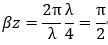 βz = 2π/λ λ/4 = π/2